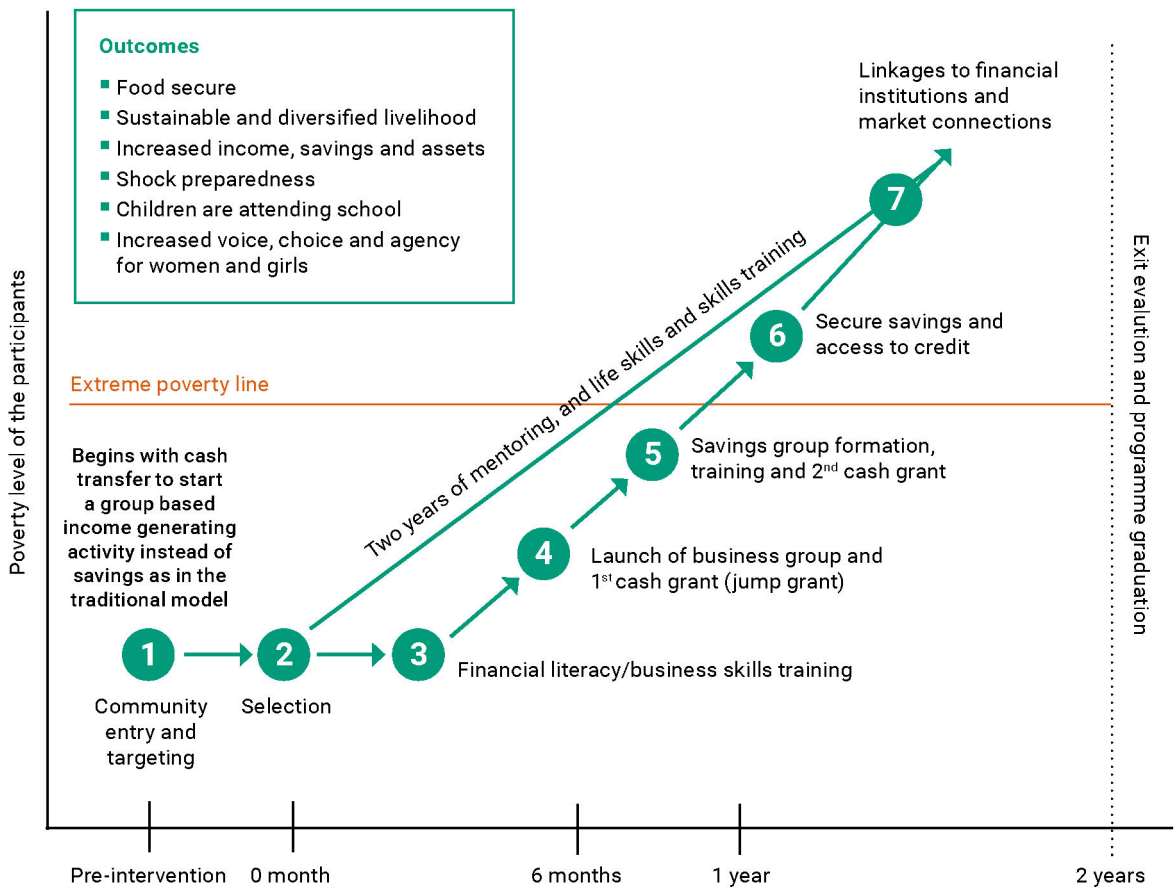 Outcomes
Food secure
Sustainable and diversified livelihood
Increased income, savings and assets
Shock preparedness
Children are attending school
Increased voice, choice and agency
for women and girls
Linkages to financial
institutions and
market connections
7
Two years of mentoring, and life skills and skills training
6
Secure savings and
access to credit
Extreme poverty line
Begins with cash
transfer to start
a group based
income generating
activity instead of
savings as in the
traditional model
5
Savings group formation,
training and 2nd cash grant
4
Launch of business group and
1st cash grant (jump grant)
1
2
3
Financial literacy/business skills training
Community
entry and
targeting
Selection
Poverty level of the participants
Exit evalution and programme graduation
Pre-intervention
0 month
6 months
1 year
2 years